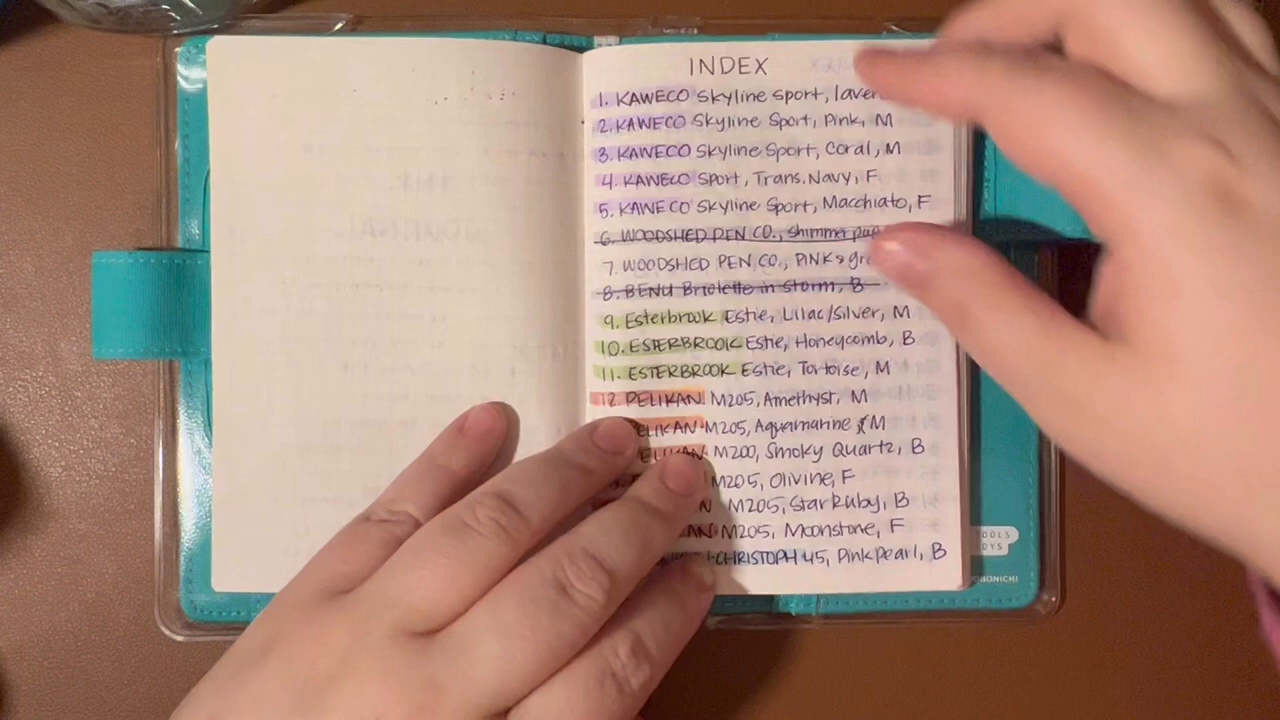 INDEX
1. KAWECO Skyline Sport,
2. KAWECO Skyline Sport, Pink, M
3. KAWECO Skyline Sport, Coral, M
4. KAWECO Sport, Trans. Navy, F
5. KAWECO Skyline Sport, Macchiato, F
6. WOODSHED PEN CO., Shimmer
7. WOODSHED PEN CO., PINK &
8. BENU Briolette in Storm, B
9. Esterbrook Estie, Lilac/Silver, M
10. ESTERBROOK Estie, Honeycomb, B
11. ESTERBROOK Estie, Tortoise, M
12. PELIKAN M205, Amethyst, M
M205, Aquamarine, M
M200, Smoky Quartz, B
M205, Olivine, F
M205, Star Ruby, B
M205, Moonstone, F
CHRISTOPH 45, Pink Pearl, B